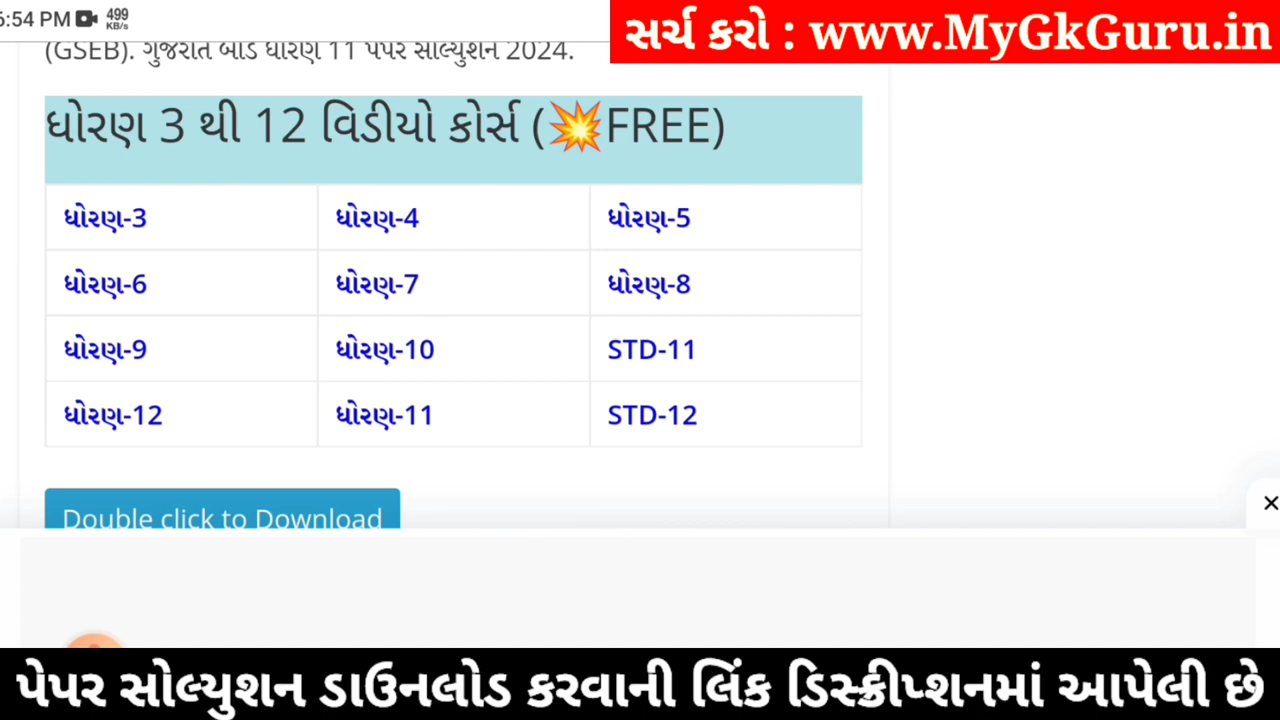 6:54 PM 499 KB/s
સર્ચ કરો : www.MyGkGuru.in
(GSEB). ગુજરાત બોર્ડ ધોરણ 11 પેપર સોલ્યુશન 2024.
ધોરણ 3 થી 12 વિડીયો કોર્સ (💥FREE)
ધોરણ-3 ધોરણ-4 ધોરણ-5
ધોરણ-6 ધોરણ-7 ધોરણ-8
ધોરણ-9 ધોરણ-10 STD-11
ધોરણ-12 ધોરણ-11 STD-12
Double click to Download
પેપર સોલ્યુશન ડાઉનલોડ કરવાની લિંક ડિસ્ક્રીપ્શનમાં આપેલી છે